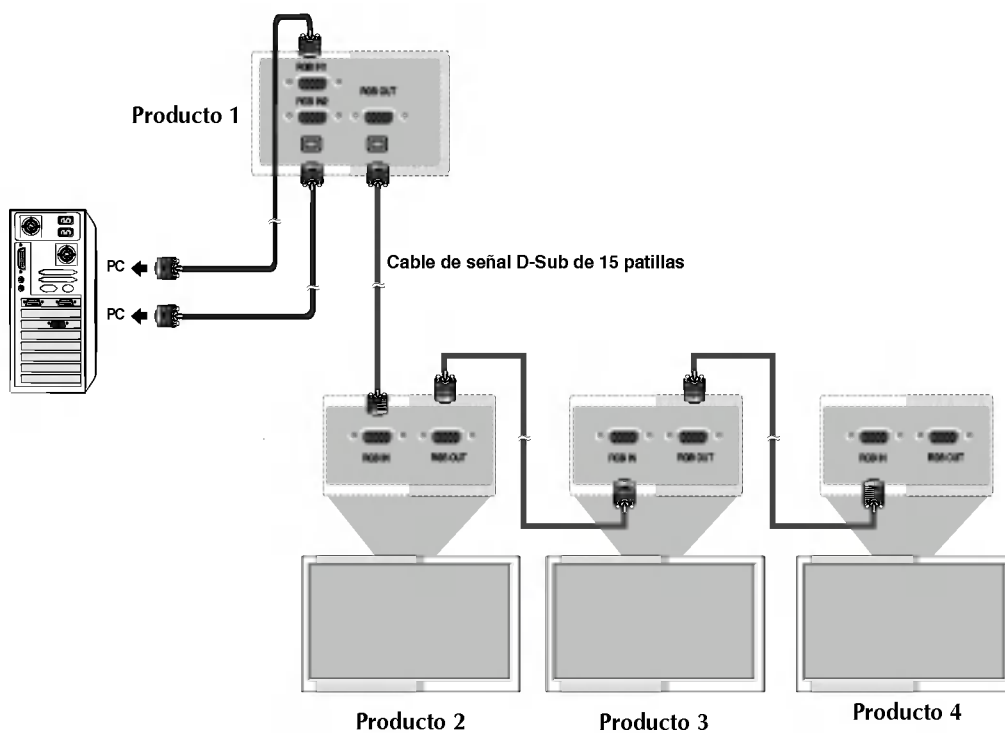 RGB IN1
RGB IN2
RGB OUT
Producto 1
PC
PC
Cable de señal D-Sub de 15 patillas
RGB IN
RGB OUT
RGB IN
RGB OUT
RGB IN
RGB OUT
Producto 2
Producto 3
Producto 4